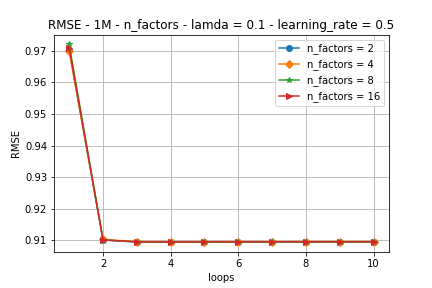 RMSE - 1M - n_factors - lamda = 0.1 - learning_rate = 0.5
n_factors = 2
n_factors = 4
n_factors = 8
n_factors = 16
RMSE
0.97
0.96
0.95
0.94
0.93
0.92
0.91
2
4
6
8
10
loops